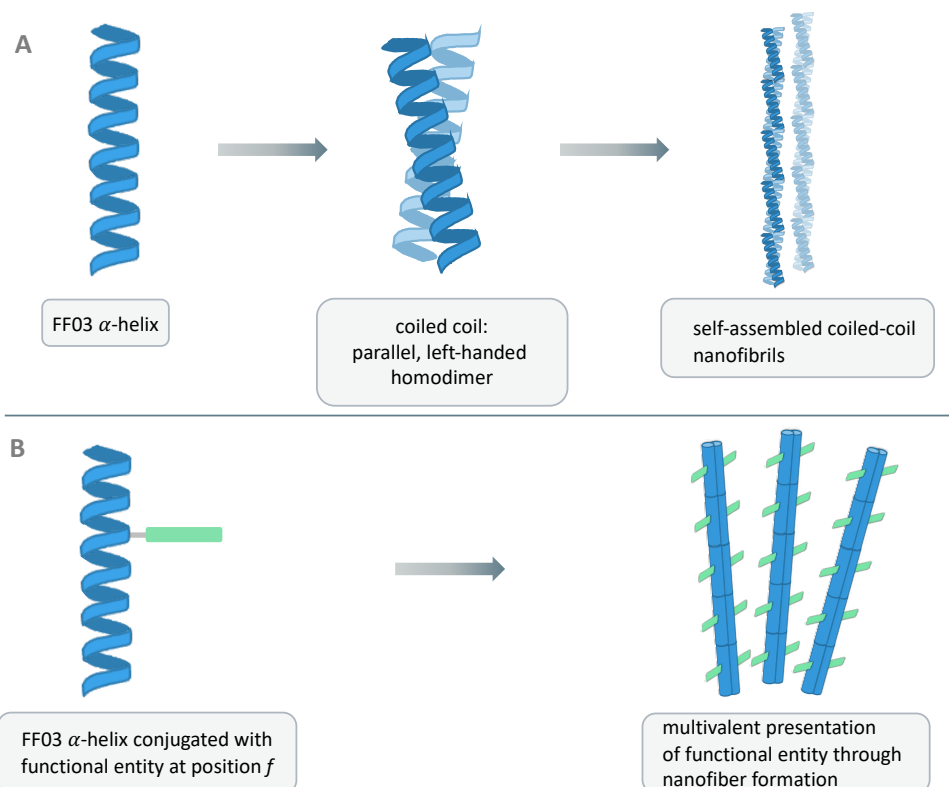 A
FF03 α-helix
coiled coil:
parallel, left-handed
homodimer
self-assembled coiled-coil
nanofibrils
B
FF03 α-helix conjugated with
functional entity at position f
multivalent presentation
of functional entity through
nanofiber formation